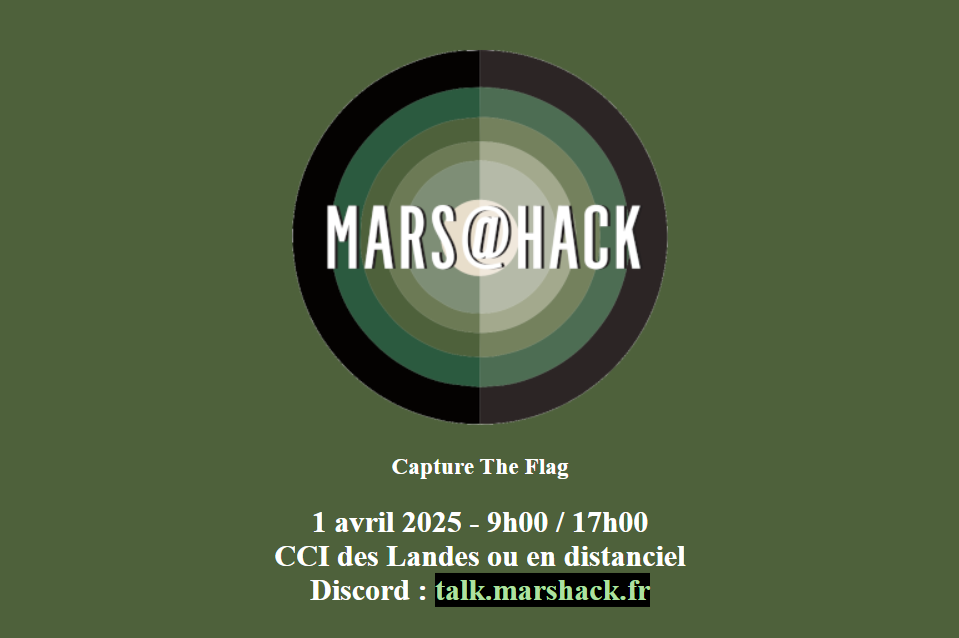 MARS@HACK
Capture The Flag
1 avril 2025 - 9h00 / 17h00
CCI des Landes ou en distanciel
Discord : talk.marshack.fr